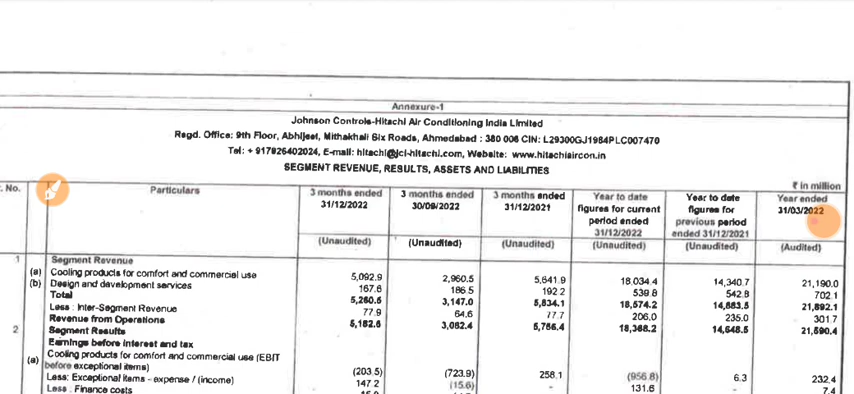 Annexure-1
Johnson Controls-Hitachi Air Conditioning India Limited
Regd. Office: 9th Floor, Abhijeet, Mithakhali Six Roads, Ahmedabad : 380 006 CIN: L29300GJ1984PLC007470
Tel: + 917926402024, E-mail: hitachi@jci-hitachi.com, Website: www.hitachiaircon.in
SEGMENT REVENUE, RESULTS, ASSETS AND LIABILITIES
₹ in million
No. Particulars 3 months ended 31/12/2022 (Unaudited) 3 months ended 30/09/2022 (Unaudited) 3 months ended 31/12/2021 (Unaudited) Year to date figures for current period ended 31/12/2022 (Unaudited) Year to date figures for previous period ended 31/12/2021 (Unaudited) Year ended 31/03/2022 (Audited)
1 Segment Revenue
(a) Cooling products for comfort and commercial use 5,092.9 2,960.5 5,641.9 18,034.4 14,340.7 21,190.0
(b) Design and development services 167.6 186.5 192.2 539.8 542.8 702.1
Total 5,260.5 3,147.0 5,834.1 18,574.2 14,883.5 21,892.1
Less : Inter-Segment Revenue 77.9 64.6 77.7 206.0 235.0 301.7
Revenue from Operations 5,182.6 3,082.4 5,756.4 18,368.2 14,648.5 21,590.4
2 Segment Results
Earnings before interest and tax
(a) Cooling products for comfort and commercial use (EBIT
before exceptional items) (203.5) (723.9) 258.1 (956.8) 6.3 232.4
Less: Exceptional items - expense / (income) 147.2 (15.6) - 131.6 - 7.4
Less : Finance costs